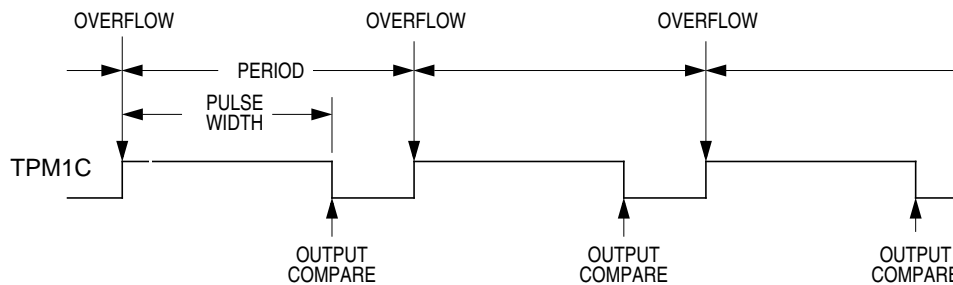 OVERFLOW
OVERFLOW
OVERFLOW
PERIOD
PULSE
WIDTH
TPM1C
OUTPUT
COMPARE
OUTPUT
COMPARE
OUTPUT
COMPARE